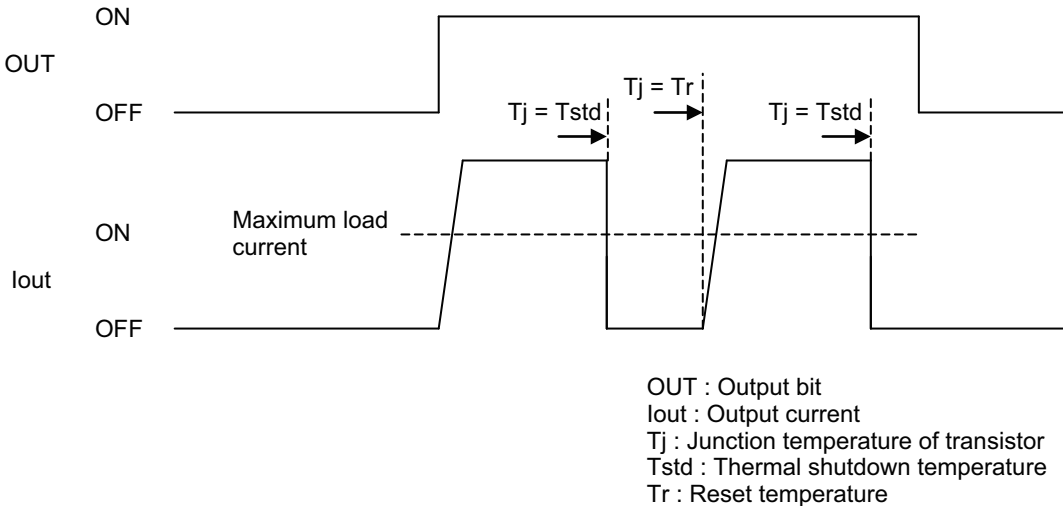 ON
OUT
OFF
Tj = Tstd
Tj = Tr
Tj = Tstd
Maximum load
current
ON
Iout
OFF
OUT : Output bit
Iout : Output current
Tj : Junction temperature of transistor
Tstd : Thermal shutdown temperature
Tr : Reset temperature